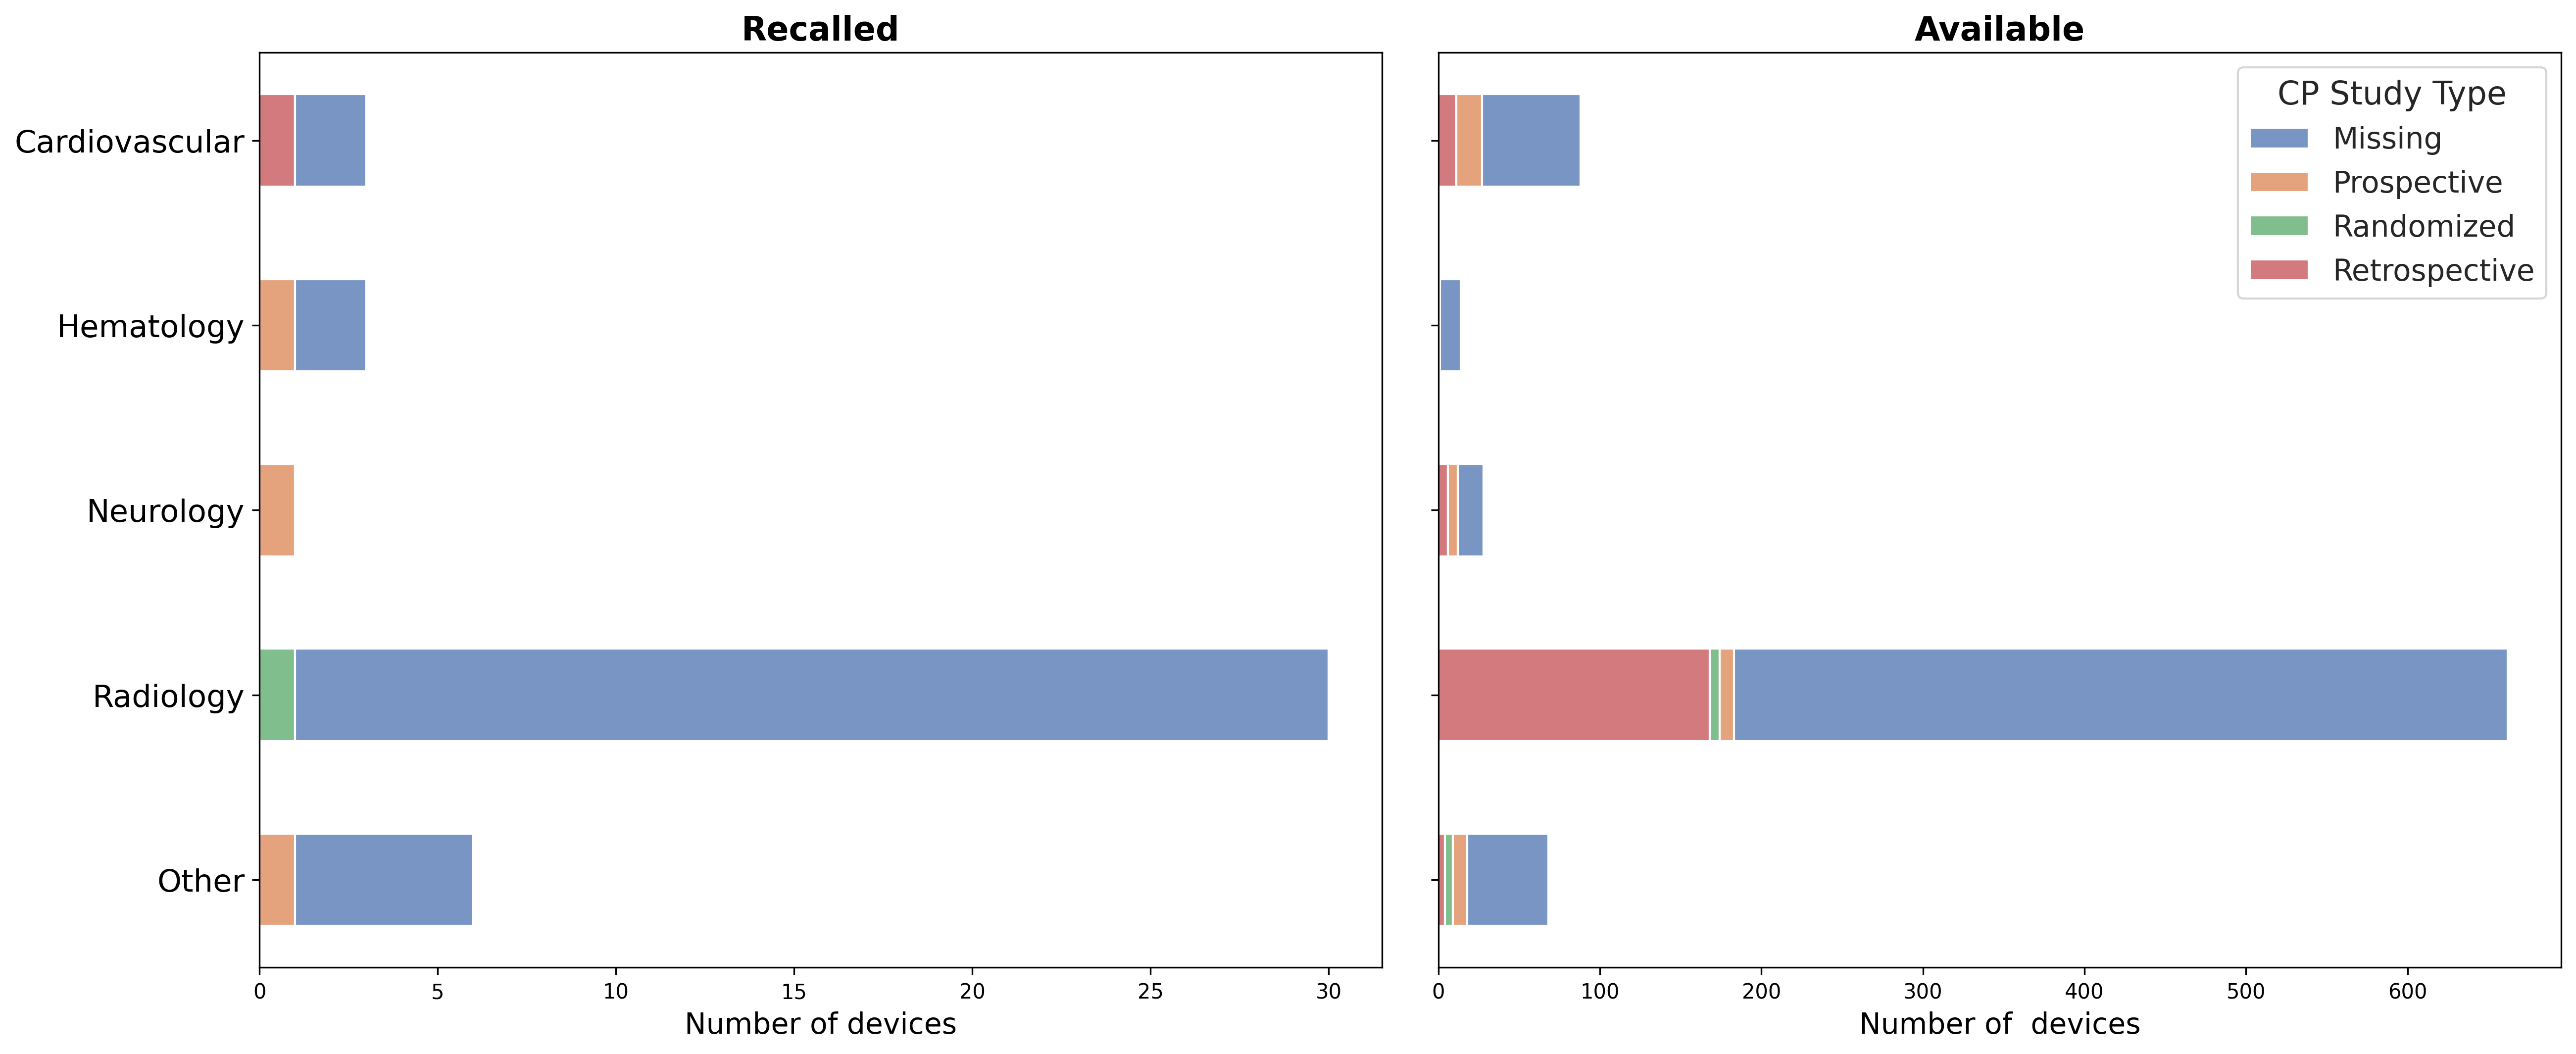 Recalled
Cardiovascular
Hematology
Neurology
Radiology
Other
0 5 10 15 20 25 30
Number of devices
Available
CP Study Type
Missing
Prospective
Randomized
Retrospective
0 100 200 300 400 500 600
Number of  devices